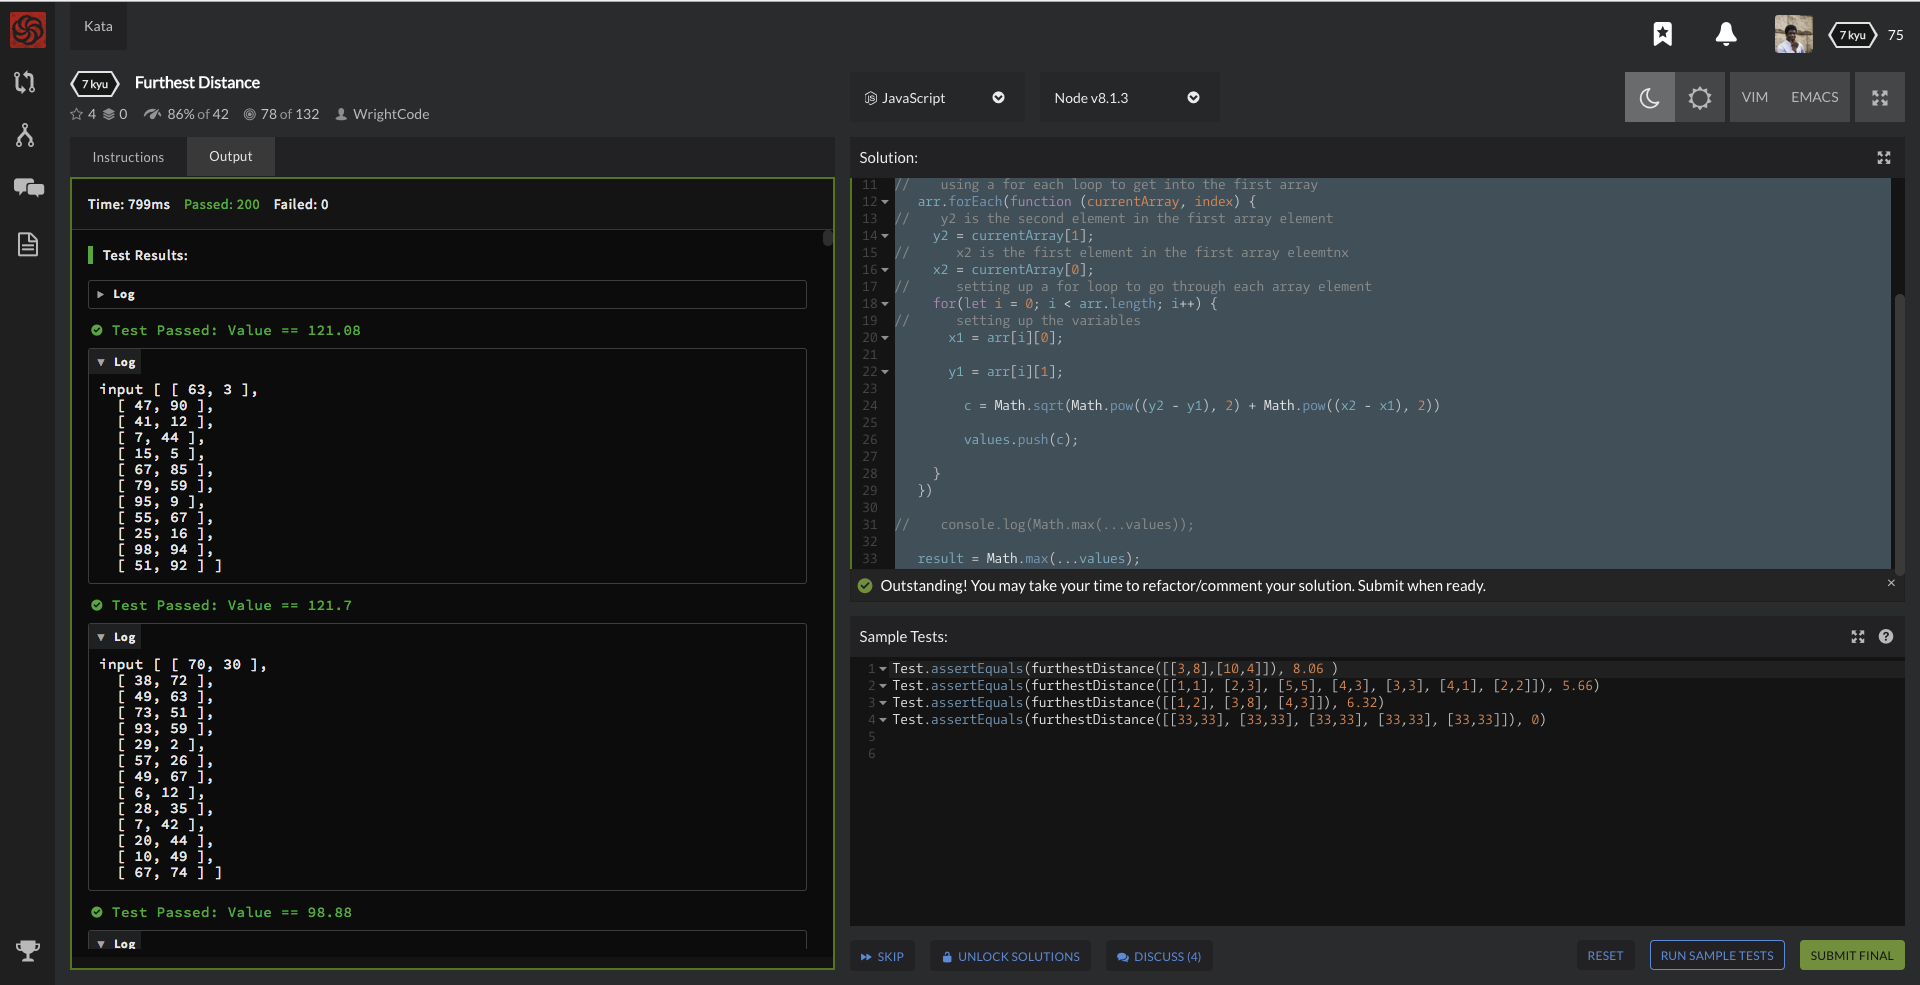 Kata
7 kyu
75
7 kyu
Furthest Distance
4
0
86% of 42
78 of 132
WrightCode
JavaScript
Node v8.1.3
VIM
EMACS
Instructions
Output
Time: 799ms Passed: 200 Failed: 0
Test Results:
Log
Test Passed: Value == 121.08
Log
input [ [ 63, 3 ],
[ 47, 90 ],
[ 41, 12 ],
[ 7, 44 ],
[ 15, 5 ],
[ 67, 85 ],
[ 79, 59 ],
[ 95, 9 ],
[ 55, 67 ],
[ 25, 16 ],
[ 98, 94 ],
[ 51, 92 ] ]
Test Passed: Value == 121.7
Log
input [ [ 70, 30 ],
[ 38, 72 ],
[ 49, 63 ],
[ 73, 51 ],
[ 93, 59 ],
[ 29, 2 ],
[ 57, 26 ],
[ 49, 67 ],
[ 6, 12 ],
[ 28, 35 ],
[ 7, 42 ],
[ 20, 44 ],
[ 10, 49 ],
[ 67, 74 ] ]
Test Passed: Value == 98.88
Log
Solution:
11 // using a for each loop to get into the first array
12 arr.forEach(function (currentArray, index) {
13 // y2 is the second element in the first array element
14 y2 = currentArray[1];
15 // x2 is the first element in the first array eleemtnx
16 x2 = currentArray[0];
17 // setting up a for loop to go through each array element
18 for(let i = 0; i < arr.length; i++) {
19 // setting up the variables
20 x1 = arr[i][0];
21
22 y1 = arr[i][1];
23
24 c = Math.sqrt(Math.pow((y2 - y1), 2) + Math.pow((x2 - x1), 2))
25
26 values.push(c);
27
28 }
29 })
30
31 // console.log(Math.max(...values));
32
33 result = Math.max(...values);
Outstanding! You may take your time to refactor/comment your solution. Submit when ready.
×
Sample Tests:
?
1 Test.assertEquals(furthestDistance([[3,8],[10,4]]), 8.06 )
2 Test.assertEquals(furthestDistance([[1,1], [2,3], [5,5], [4,3], [3,3], [4,1], [2,2]]), 5.66)
3 Test.assertEquals(furthestDistance([[1,2], [3,8], [4,3]]), 6.32)
4 Test.assertEquals(furthestDistance([[33,33], [33,33], [33,33], [33,33], [33,33]]), 0)
5
6
SKIP
UNLOCK SOLUTIONS
DISCUSS (4)
RESET
RUN SAMPLE TESTS
SUBMIT FINAL